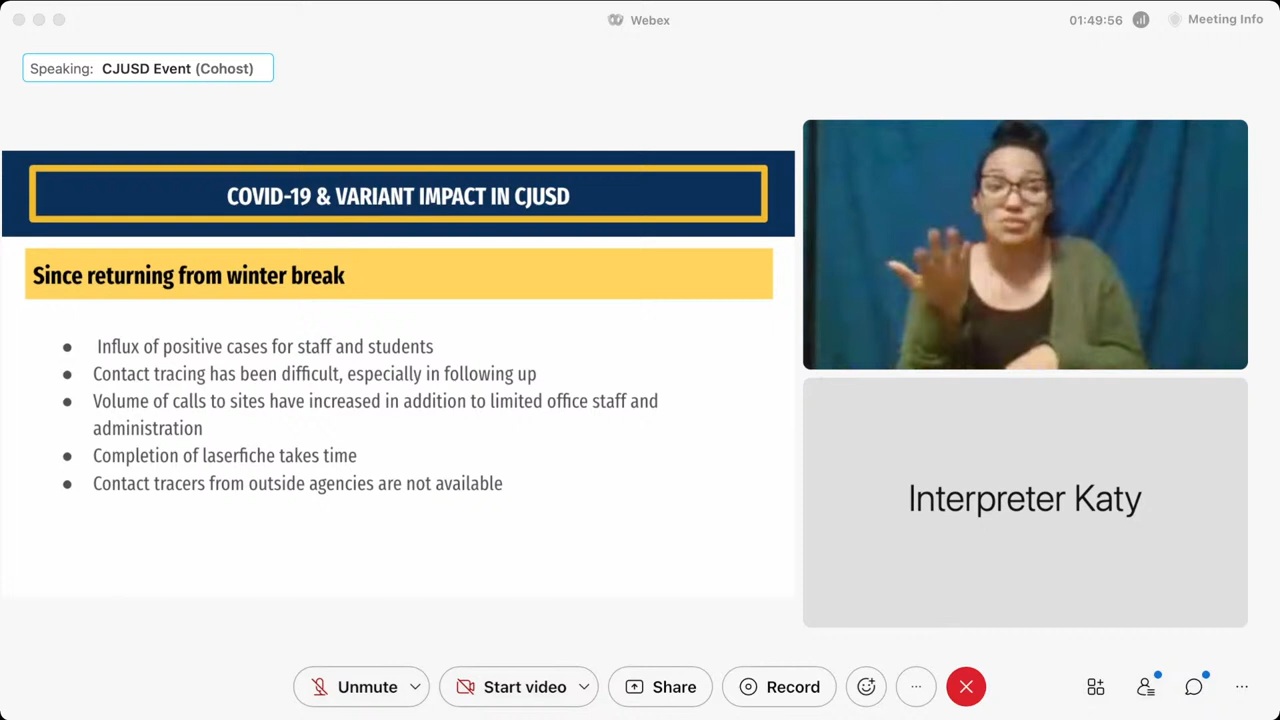 Webex
01:49:56
Meeting Info
Speaking: CJUSD Event (Cohost)
COVID-19 & VARIANT IMPACT IN CJUSD
Since returning from winter break
● Influx of positive cases for staff and students
● Contact tracing has been difficult, especially in following up
● Volume of calls to sites have increased in addition to limited office staff and
administration
● Completion of laserfiche takes time
● Contact tracers from outside agencies are not available
Interpreter Katy
Unmute
Start video
Share
Record